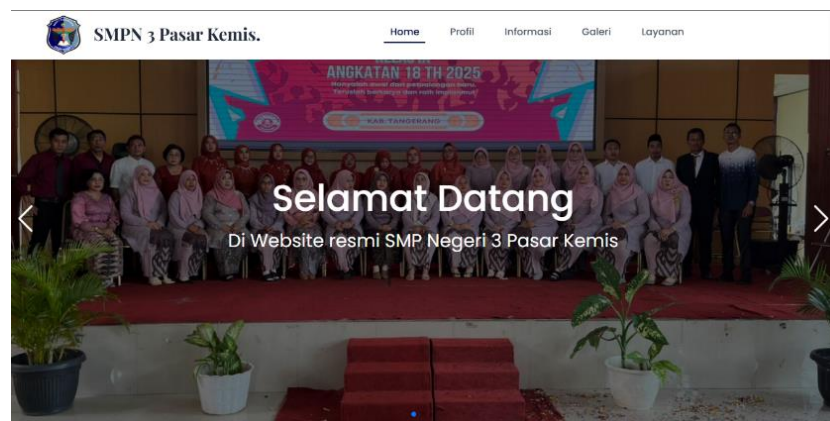 SMPN 3 Pasar Kemis.
Home Profil Informasi Galeri Layanan
ANGKATAN 18 TH 2025
KAB. TANGERANG
Selamat Datang
Di Website resmi SMP Negeri 3 Pasar Kemis